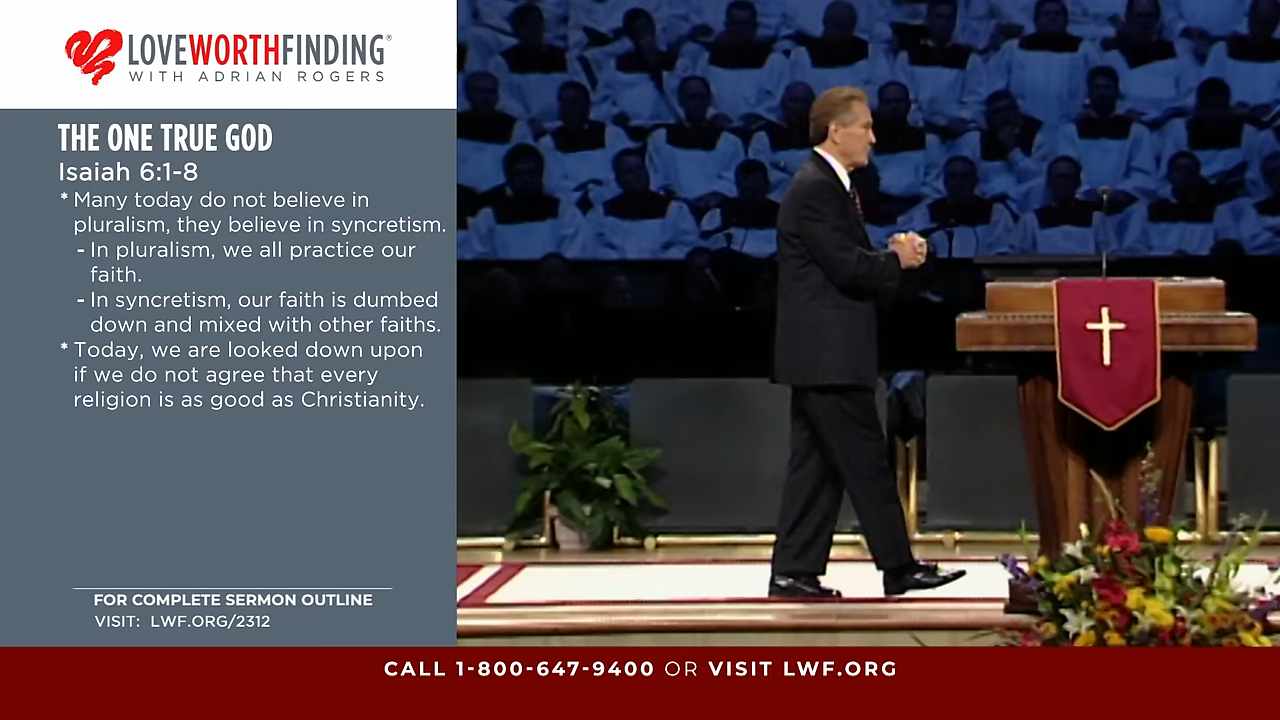 LOVEWORTHFINDING®
WITH ADRIAN ROGERS
THE ONE TRUE GOD
Isaiah 6:1-8
* Many today do not believe in
pluralism, they believe in syncretism.
- In pluralism, we all practice our
faith.
- In syncretism, our faith is dumbed
down and mixed with other faiths.
* Today, we are looked down upon
if we do not agree that every
religion is as good as Christianity.
FOR COMPLETE SERMON OUTLINE
VISIT: LWF.ORG/2312
CALL 1-800-647-9400 OR VISIT LWF.ORG